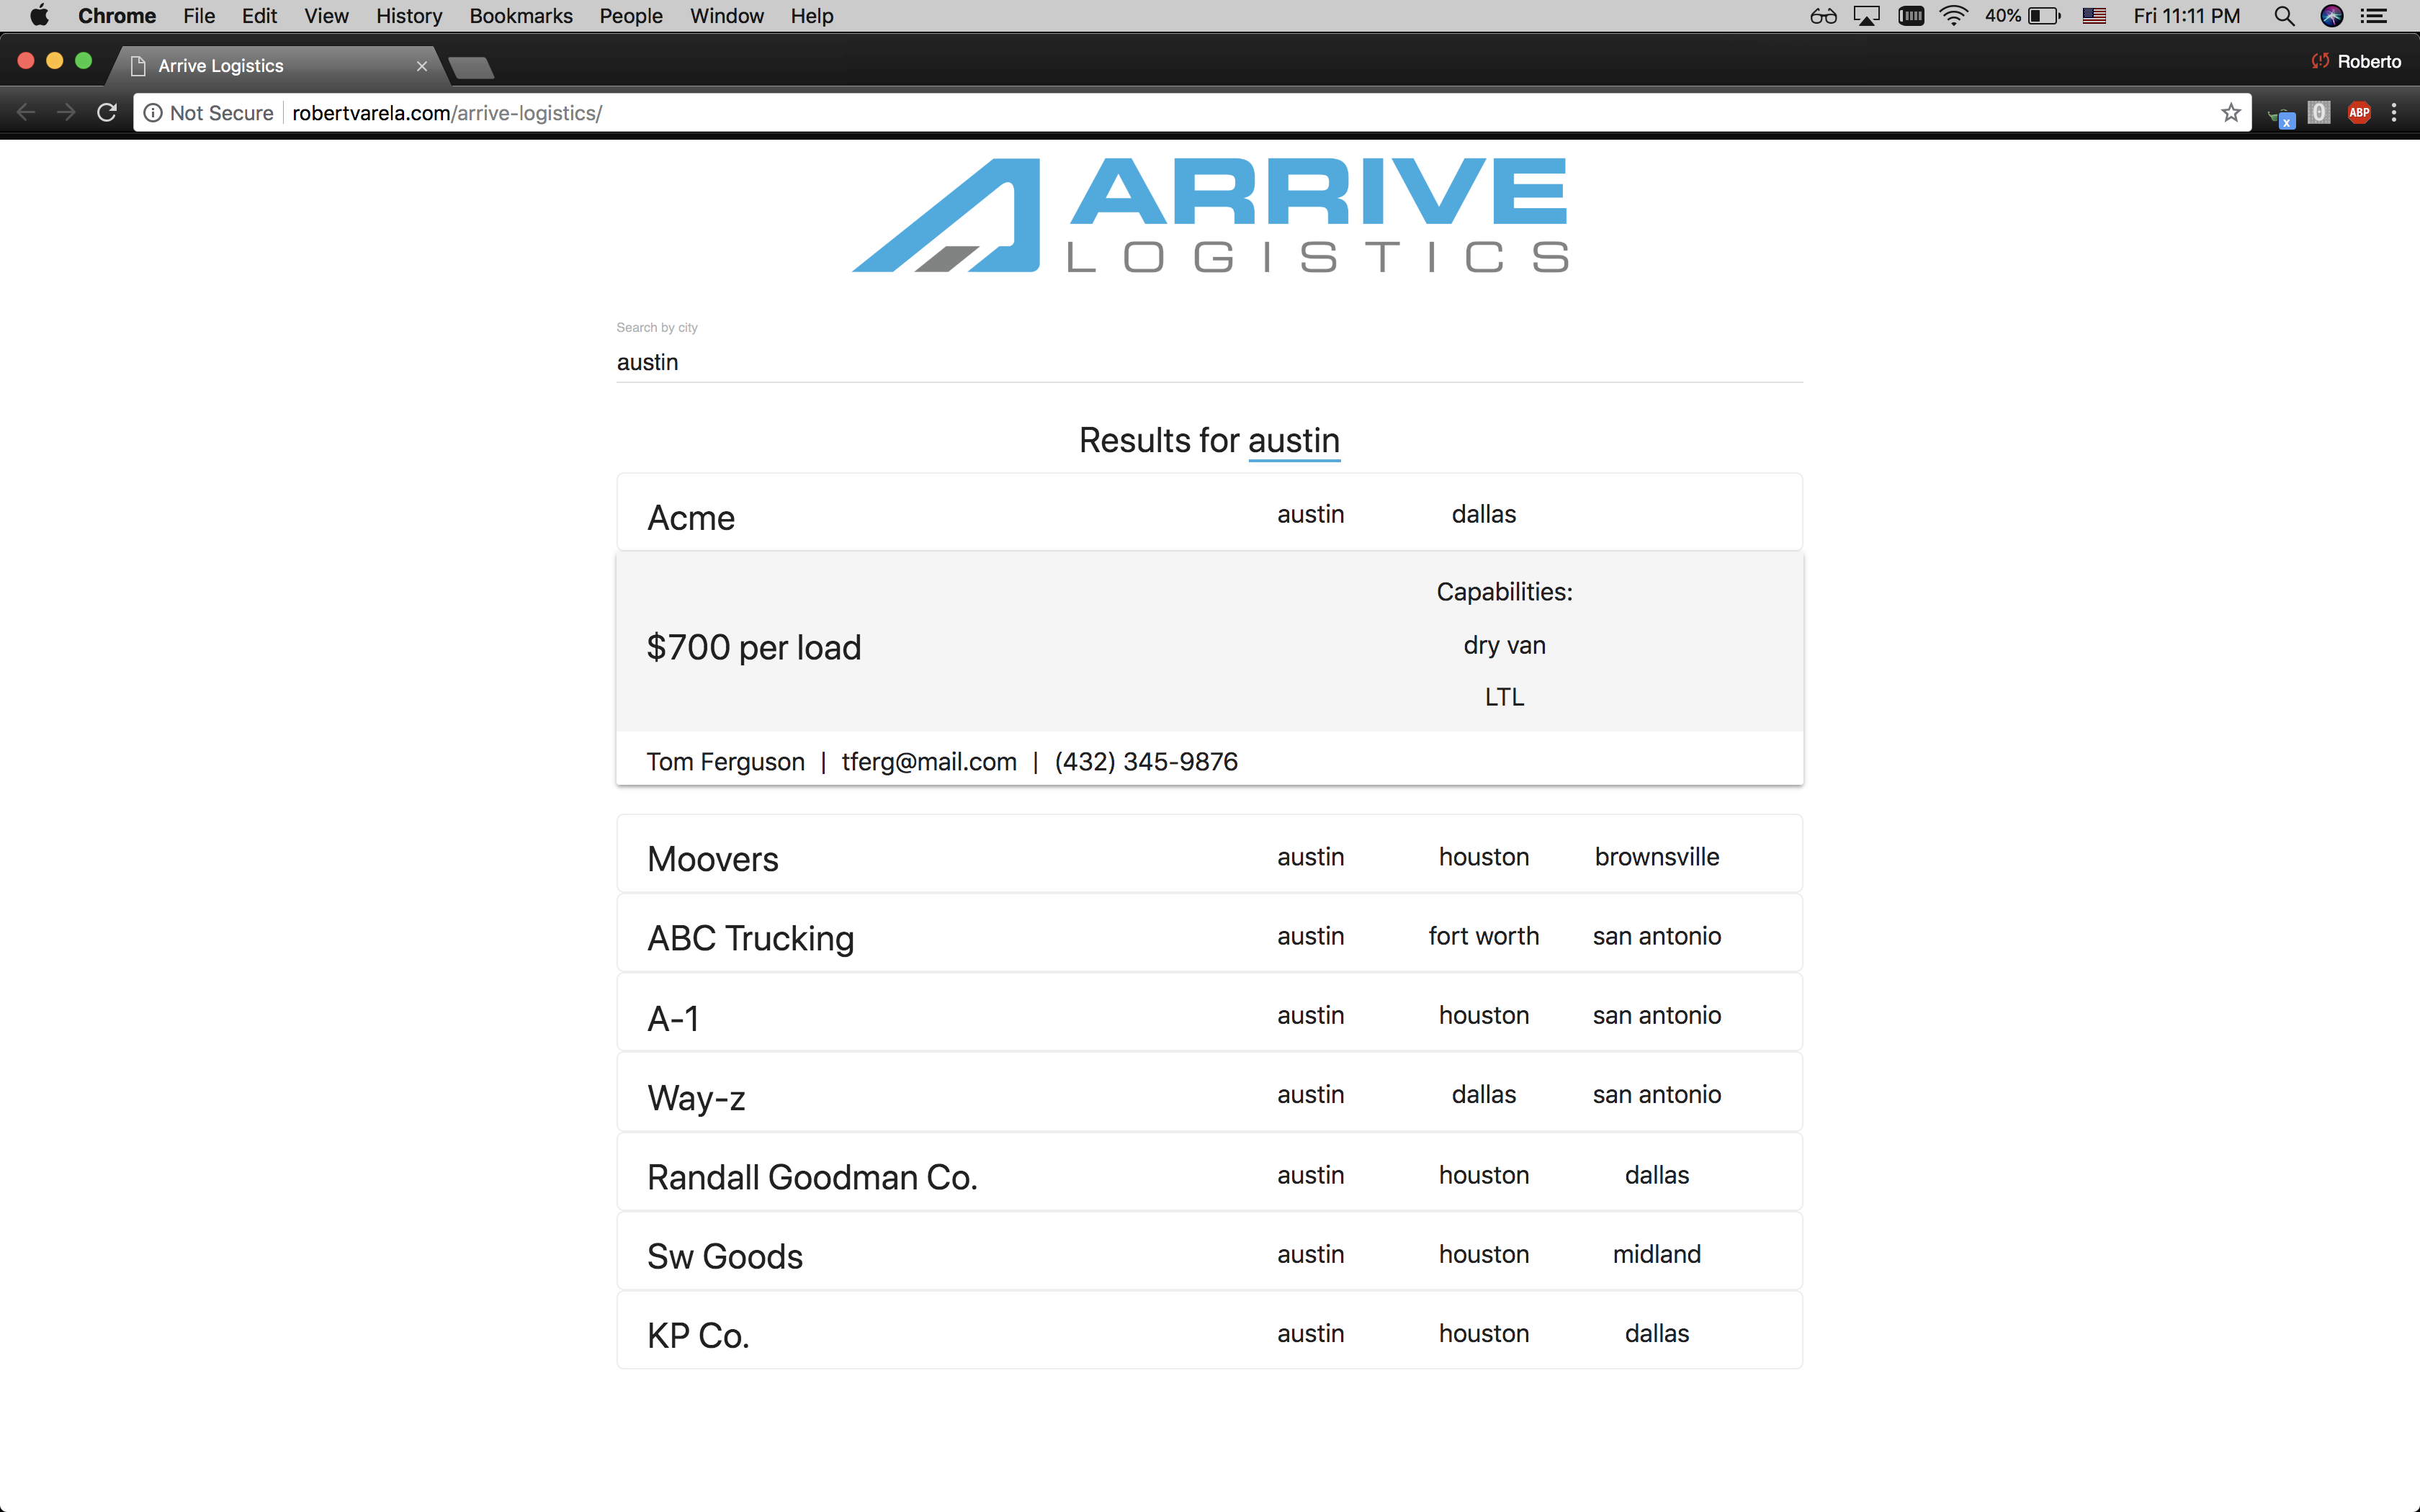 Chrome File Edit View History Bookmarks People Window Help 40% Fri 11:11 PM
Arrive Logistics Roberto
Not Secure robertvarela.com/arrive-logistics/ x 0 ABP
ARRIVE
LOGISTICS
Search by city
austin
Results for austin
Acme austin dallas
Capabilities:
$700 per load dry van
LTL
Tom Ferguson | tferg@mail.com | (432) 345-9876
Moovers austin houston brownsville
ABC Trucking austin fort worth san antonio
A-1 austin houston san antonio
Way-z austin dallas san antonio
Randall Goodman Co. austin houston dallas
Sw Goods austin houston midland
KP Co. austin houston dallas